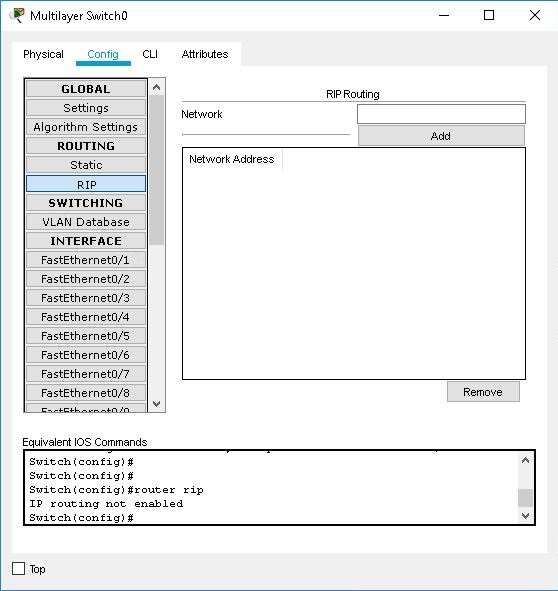 Multilayer Switch0
Physical Config CLI Attributes
GLOBAL
Settings
Algorithm Settings
ROUTING
Static
RIP
SWITCHING
VLAN Database
INTERFACE
FastEthernet0/1
FastEthernet0/2
FastEthernet0/3
FastEthernet0/4
FastEthernet0/5
FastEthernet0/6
FastEthernet0/7
FastEthernet0/8
RIP Routing
Network
Add
Network Address
Remove
Equivalent IOS Commands
Switch(config)#
Switch(config)#
Switch(config)#router rip
IP routing not enabled
Switch(config)#
Top